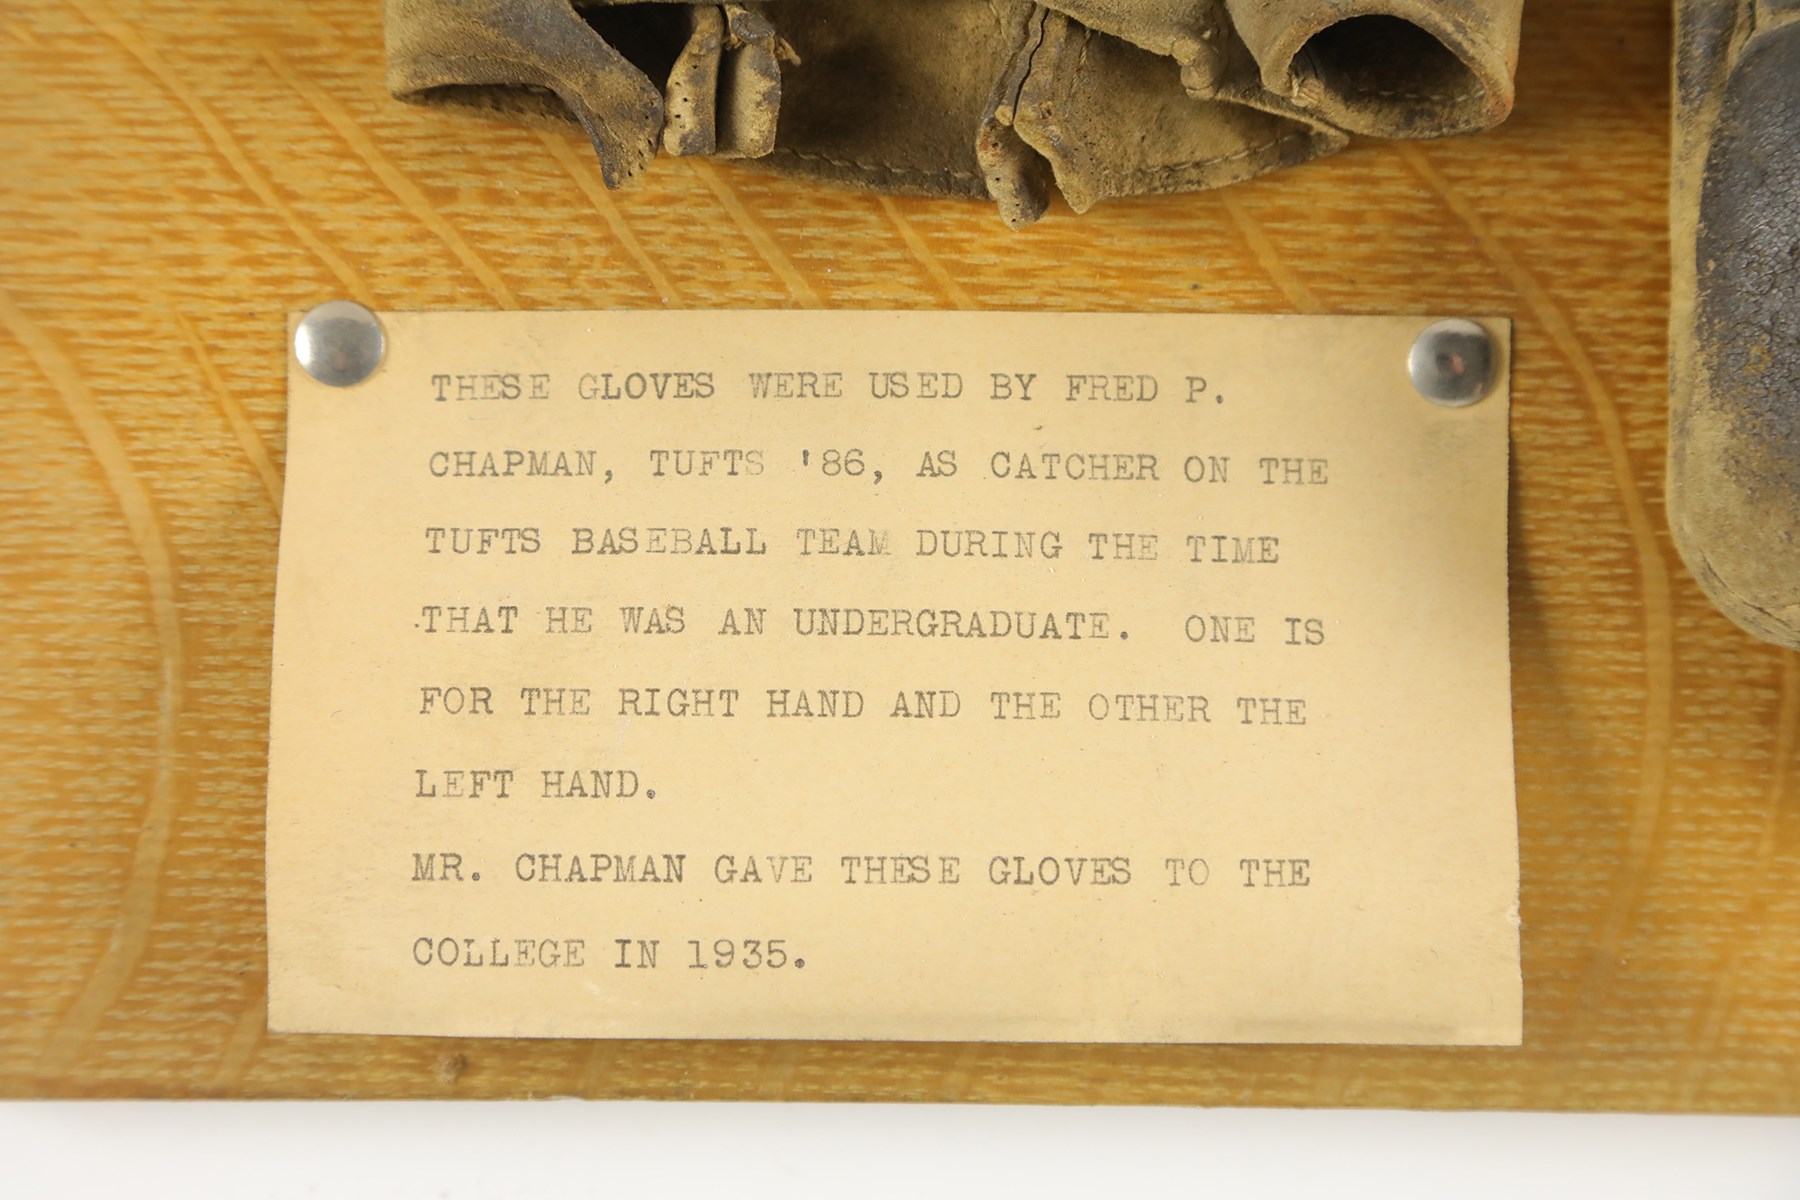 THESE GLOVES WERE USED BY FRED P.
CHAPMAN, TUFTS '86, AS CATCHER ON THE
TUFTS BASEBALL TEAM DURING THE TIME
THAT HE WAS AN UNDERGRADUATE. ONE IS
FOR THE RIGHT HAND AND THE OTHER THE
LEFT HAND.
MR. CHAPMAN GAVE THESE GLOVES TO THE
COLLEGE IN 1935.